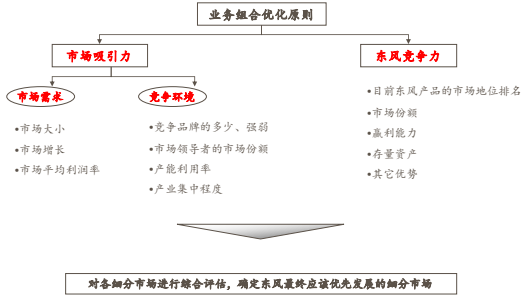 业务组合优化原则
市场吸引力
东风竞争力
市场需求
竞争环境
•市场大小
•市场增长
•市场平均利润率
•竞争品牌的多少、强弱
•市场领导者的市场份额
•产能利用率
•产业集中程度
•目前东风产品的市场地位排名
•市场份额
•赢利能力
•存量资产
•其它优势
对各细分市场进行综合评估，确定东风最终应该优先发展的细分市场